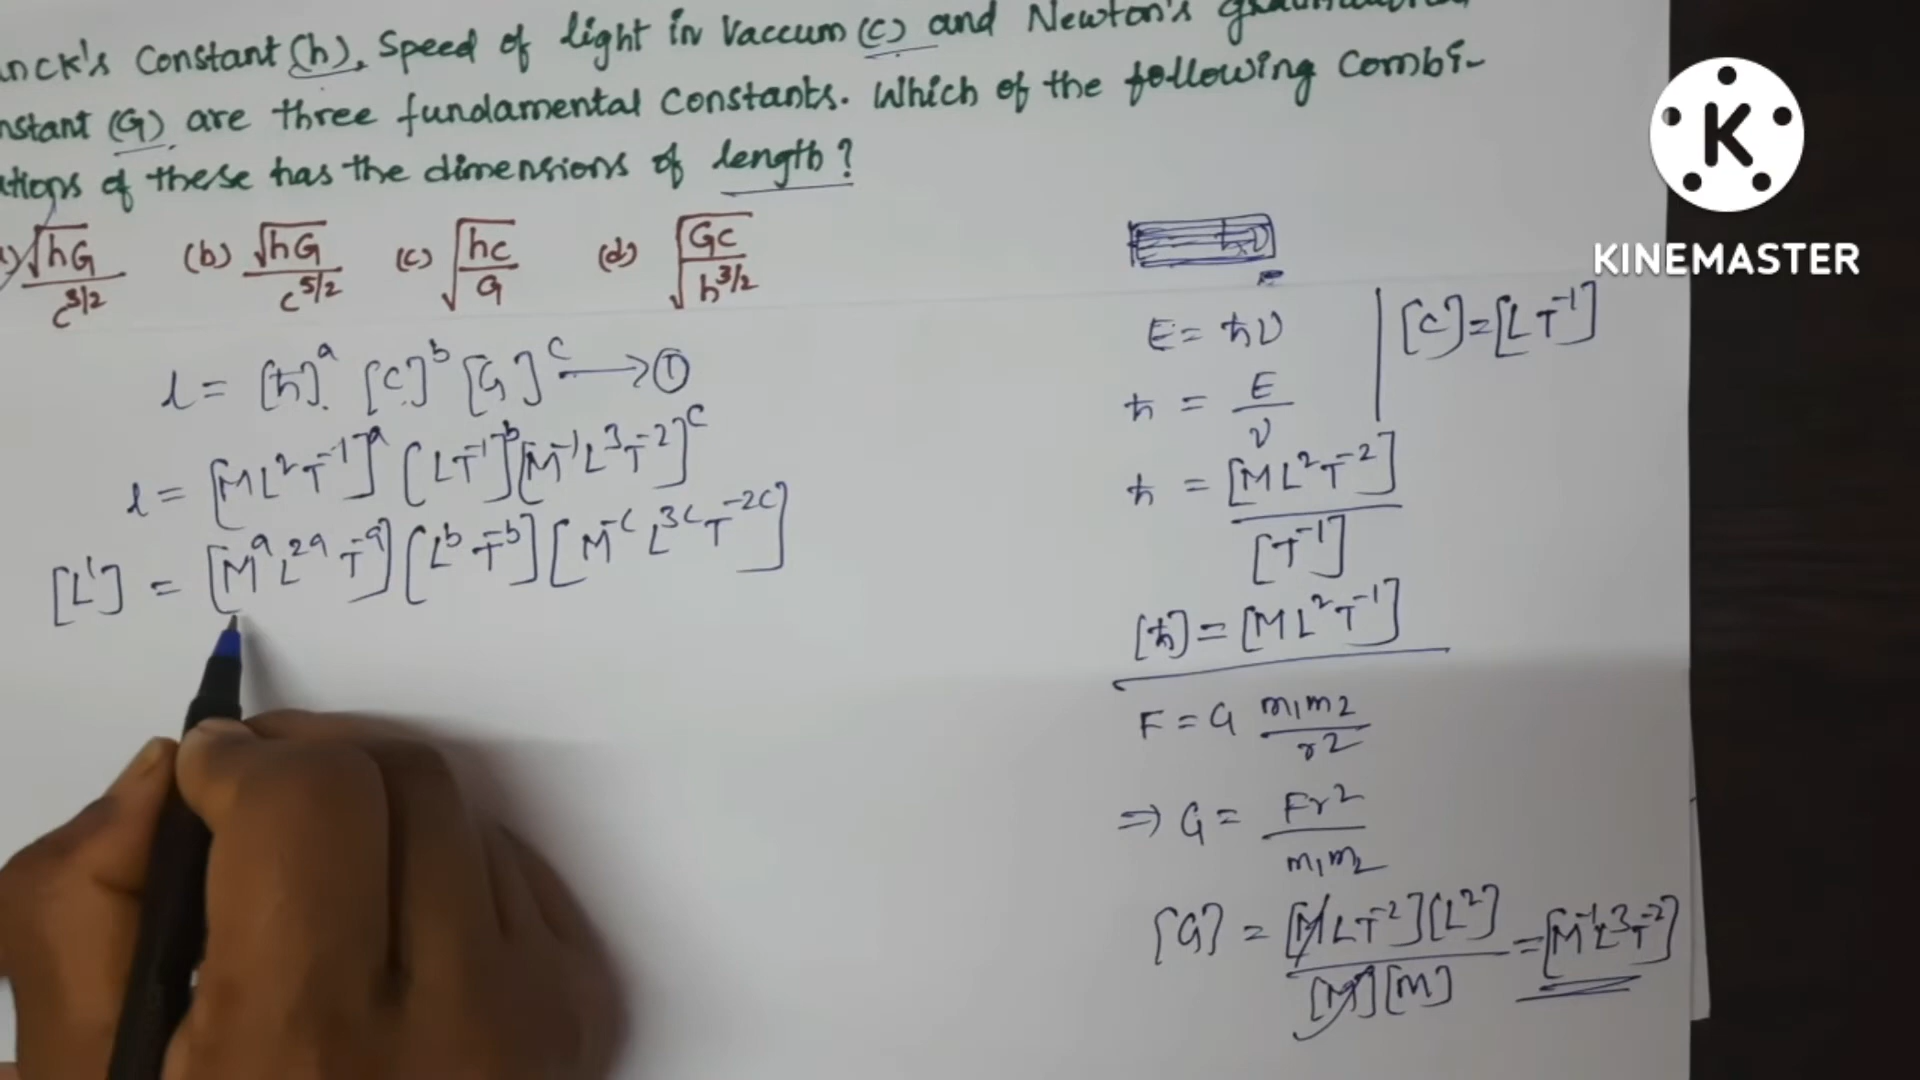 nck's Constant (h), Speed of light in Vaccum (C) and Newton's
nstant (G) are three fundamental Constants. Which of the following Combi-
ations of these has the dimensions of length?
√hG / c^3/2 (b) √hG / c^5/2 (c) √hc / G (d) √Gc / h^3/2
l = [ħ]^a [C]^b [G]^c → ①
l = [ML²T⁻¹]^a [LT⁻¹]^b [M⁻¹L³T⁻²]^c
[L¹] = [M^a L^2a T^-a] [L^b T^-b] [M^-c L^3c T^-2c]
E = ħν
[C] = [LT⁻¹]
ħ = E / ν
ħ = [ML²T⁻²] / [T⁻¹]
[ħ] = [ML²T⁻¹]
F = G m₁m₂ / r²
⇒ G = Fr² / m₁m₂
[G] = [MLT⁻²][L²] / [M][M] = [M⁻¹L³T⁻²]
K
KINEMASTER